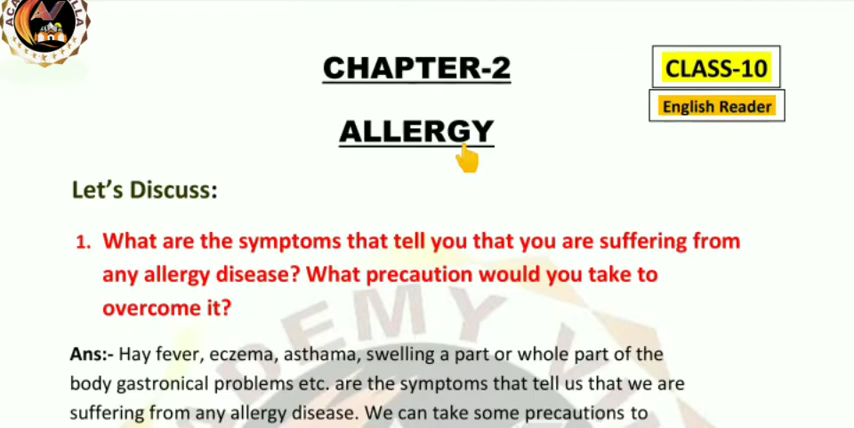 CHAPTER-2
CLASS-10
English Reader
ALLERGY
Let's Discuss:
1. What are the symptoms that tell you that you are suffering from
any allergy disease? What precaution would you take to
overcome it?
Ans:- Hay fever, eczema, asthama, swelling a part or whole part of the
body gastronical problems etc. are the symptoms that tell us that we are
suffering from any allergy disease. We can take some precautions to